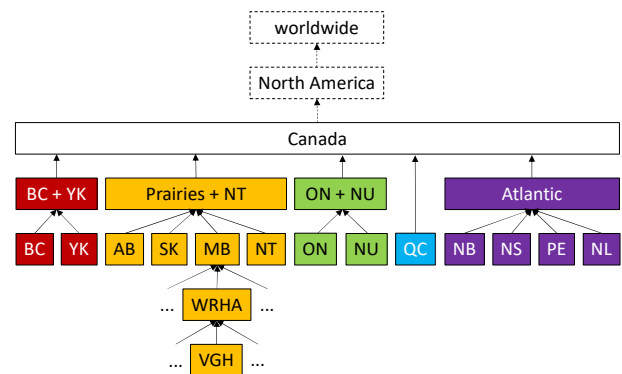 worldwide
North America
Canada
BC + YK Prairies + NT ON + NU Atlantic
BC YK AB SK MB NT ON NU QC NB NS PE NL
... WRHA ...
... VGH ...